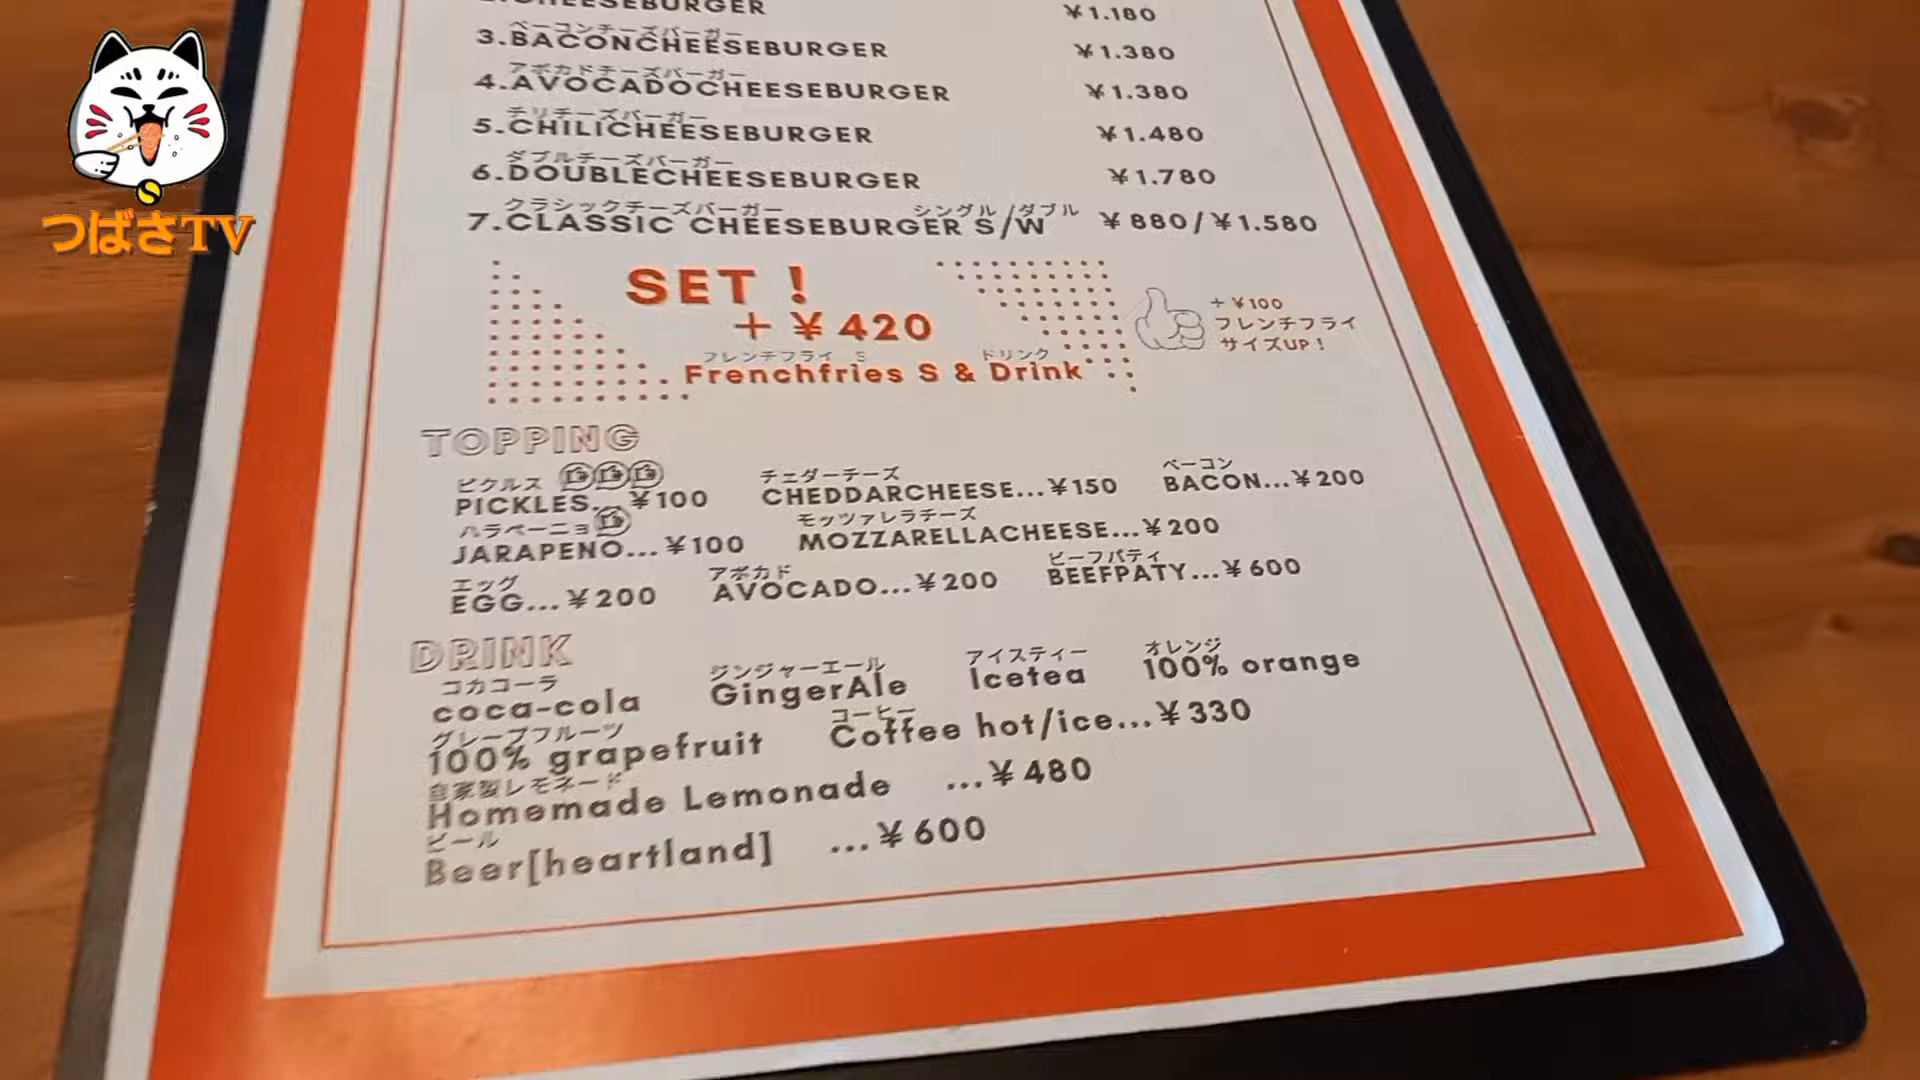 2.CHEESEBURGER ¥1.180
ベーコンチーズバーガー
3.BACONCHEESEBURGER ¥1.380
アボカドチーズバーガー
4.AVOCADOCHEESEBURGER ¥1.380
チリチーズバーガー
5.CHILICHEESEBURGER ¥1.480
ダブルチーズバーガー
6.DOUBLECHEESEBURGER ¥1.780
クラシックチーズバーガー シングル/ダブル
7.CLASSIC CHEESEBURGER S/W ¥880/¥1.580
つばさTV
SET!
+¥420
フレンチフライ S ドリンク
Frenchfries S & Drink
+¥100
フレンチフライ
サイズUP!
TOPPING
ピクルス チェダーチーズ ベーコン
PICKLES...¥100 CHEDDARCHEESE...¥150 BACON...¥200
ハラペーニョ モッツァレラチーズ
JARAPENO...¥100 MOZZARELLACHEESE...¥200
エッグ アボカド ビーフパティ
EGG...¥200 AVOCADO...¥200 BEEFPATY...¥600
DRINK
コカコーラ ジンジャーエール アイスティー オレンジ
coca-cola GingerAle Icetea 100% orange
グレープフルーツ コーヒー
100% grapefruit Coffee hot/ice...¥330
自家製レモネード
Homemade Lemonade ...¥480
ビール
Beer[heartland] ...¥600